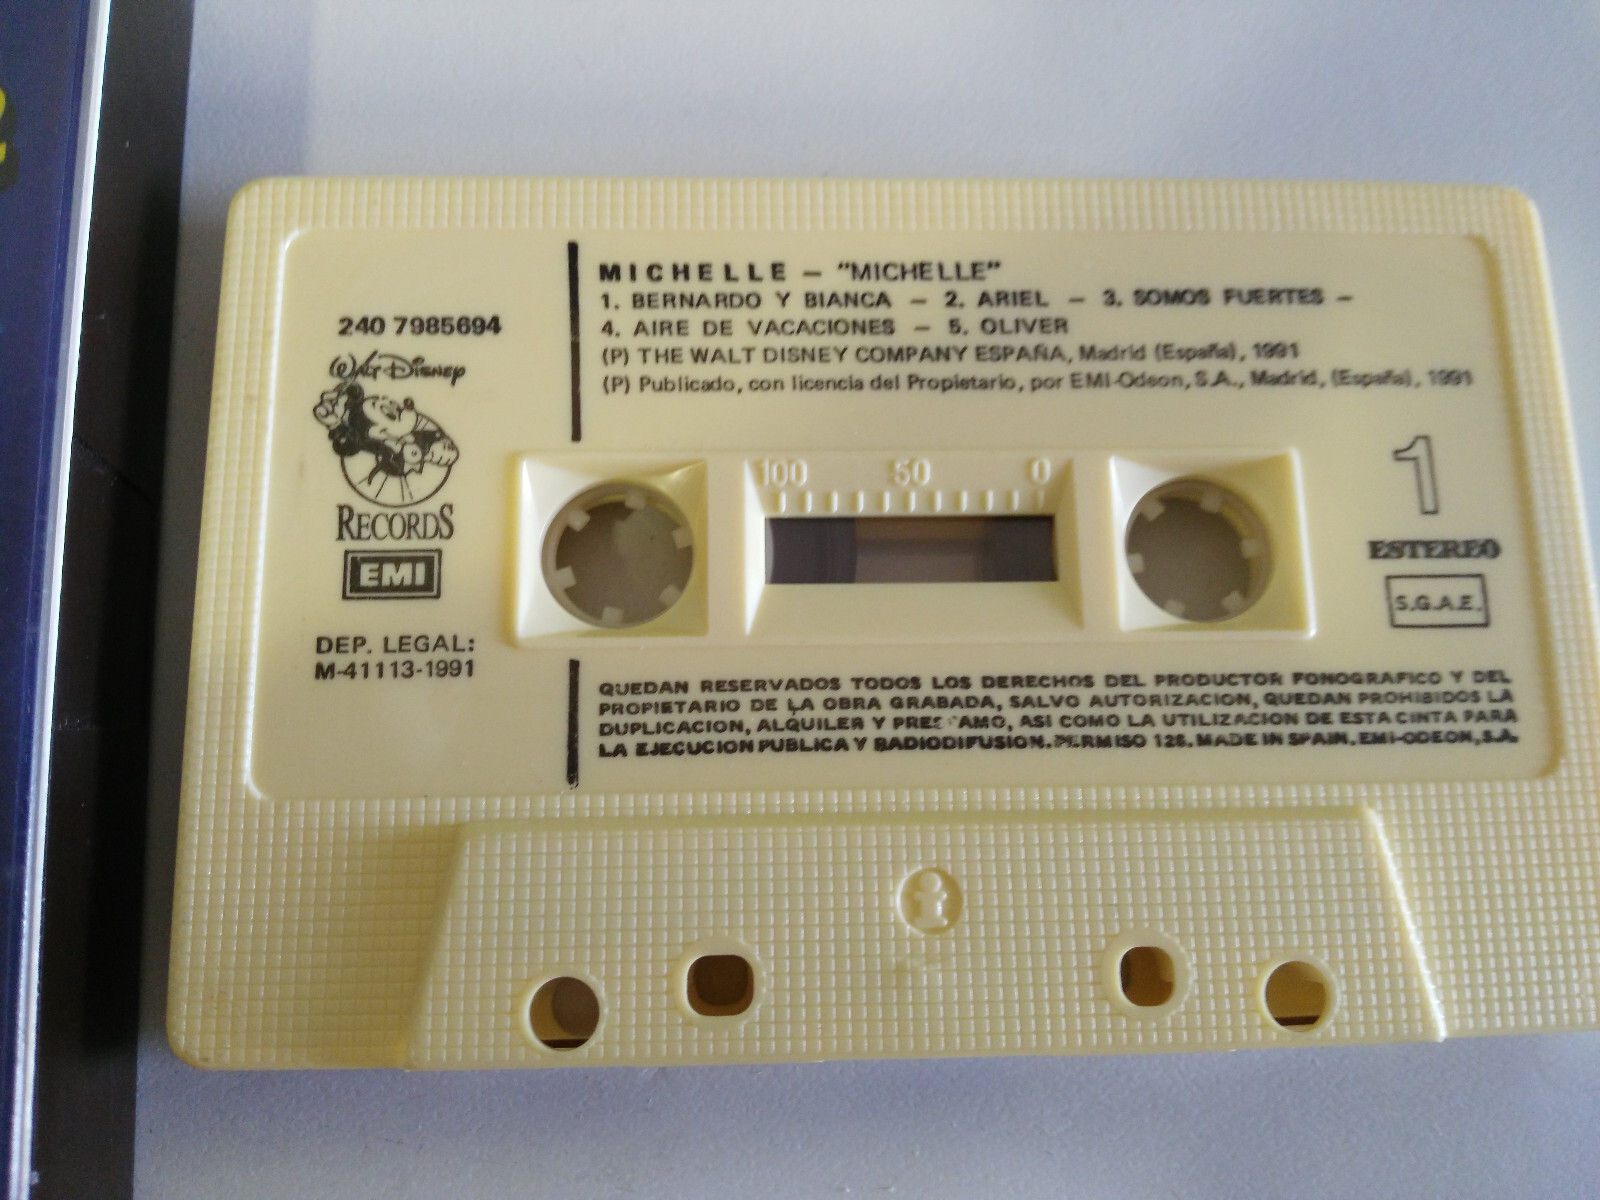 MICHELLE – "MICHELLE"
1. BERNARDO Y BIANCA – 2. ARIEL – 3. SOMOS FUERTES –
4. AIRE DE VACACIONES – 5. OLIVER
(P) THE WALT DISNEY COMPANY ESPAÑA, Madrid (España), 1991
(P) Publicado, con licencia del Propietario, por EMI-Odeon, S.A., Madrid, (España), 1991
240 7985694
WALT DISNEY
RECORDS
EMI
DEP. LEGAL:
M-41113-1991
100 50 0
1
ESTEREO
S.G.A.E.
QUEDAN RESERVADOS TODOS LOS DERECHOS DEL PRODUCTOR FONOGRAFICO Y DEL
PROPIETARIO DE LA OBRA GRABADA, SALVO AUTORIZACION, QUEDAN PROHIBIDOS LA
DUPLICACION, ALQUILER Y PRESTAMO, ASI COMO LA UTILIZACION DE ESTA CINTA PARA
LA EJECUCION PUBLICA Y RADIODIFUSION. PERMISO 128. MADE IN SPAIN. EMI-ODEON, S.A.